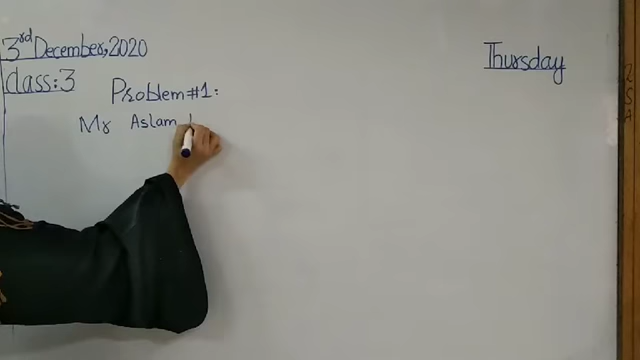 3rd December, 2020
Thursday
Class: 3
Problem #1:
Mr Aslam